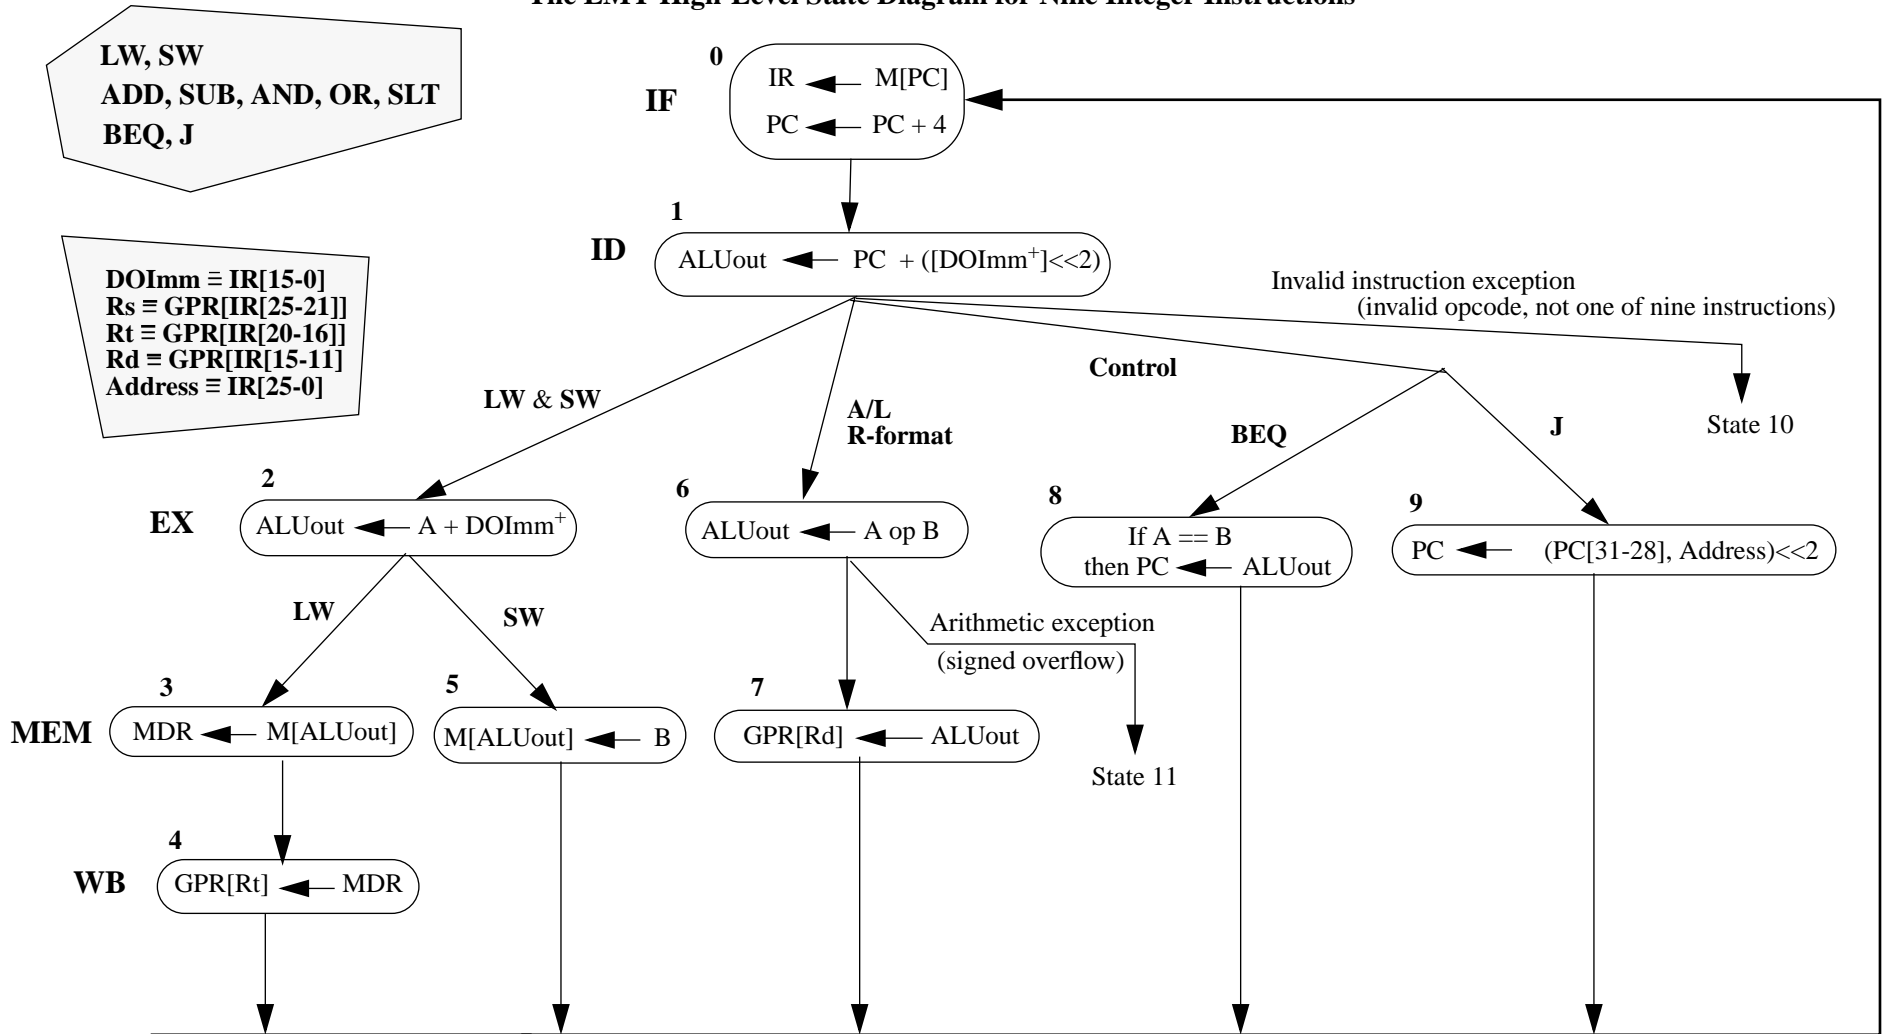 The EMY High-Level State Diagram for Nine Integer Instructions
LW, SW
ADD, SUB, AND, OR, SLT
BEQ, J
0
IF
IR M[PC]
PC PC + 4
1
ID
ALUout PC + ([DOImm+]<<2)
DOImm ≡ IR[15-0]
Rs ≡ GPR[IR[25-21]]
Rt ≡ GPR[IR[20-16]]
Rd ≡ GPR[IR[15-11]
Address ≡ IR[25-0]
Invalid instruction exception
(invalid opcode, not one of nine instructions)
Control
LW & SW
A/L
R-format
BEQ
J
State 10
2
EX
ALUout A + DOImm+
6
ALUout A op B
8
If A == B
then PC ALUout
9
PC (PC[31-28], Address)<<2
LW
SW
Arithmetic exception
(signed overflow)
3
MEM
MDR M[ALUout]
5
M[ALUout] B
7
GPR[Rd] ALUout
State 11
4
WB
GPR[Rt] MDR